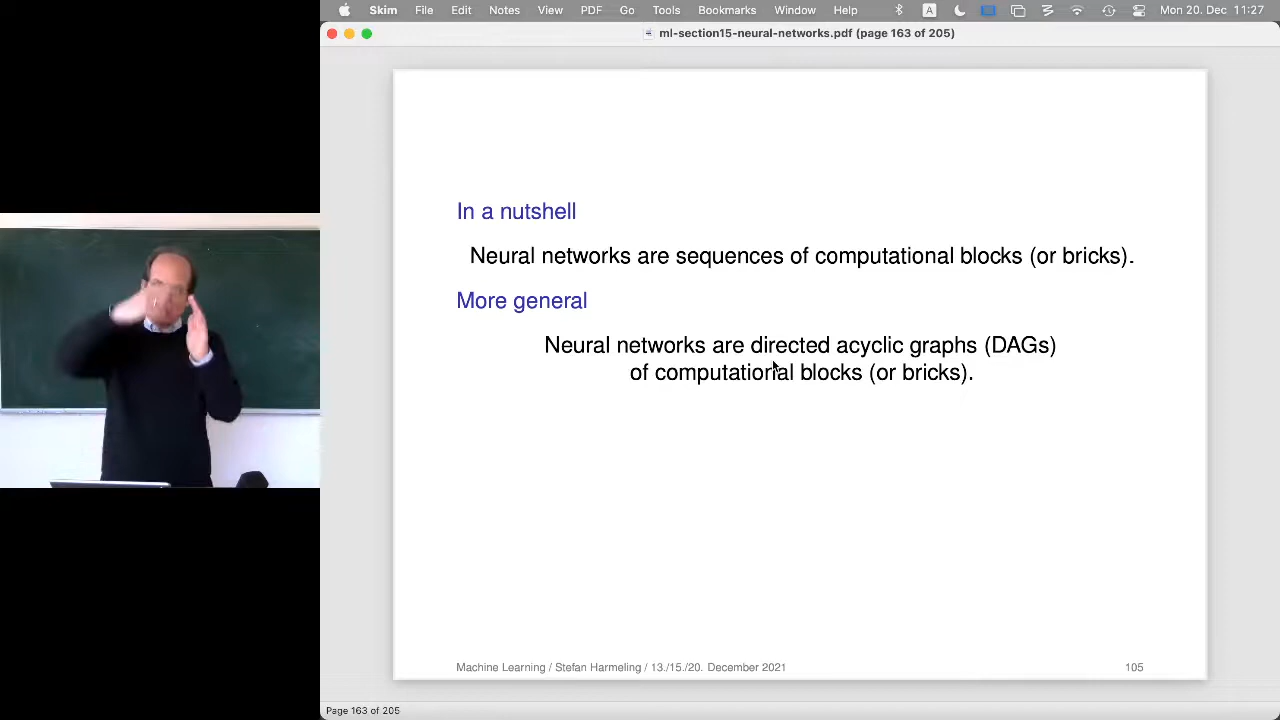 Skim File Edit Notes View PDF Go Tools Bookmarks Window Help A Mon 20. Dec 11:27
ml-section15-neural-networks.pdf (page 163 of 205)
In a nutshell
Neural networks are sequences of computational blocks (or bricks).
More general
Neural networks are directed acyclic graphs (DAGs)
of computational blocks (or bricks).
Machine Learning / Stefan Harmeling / 13./15./20. December 2021 105
Page 163 of 205